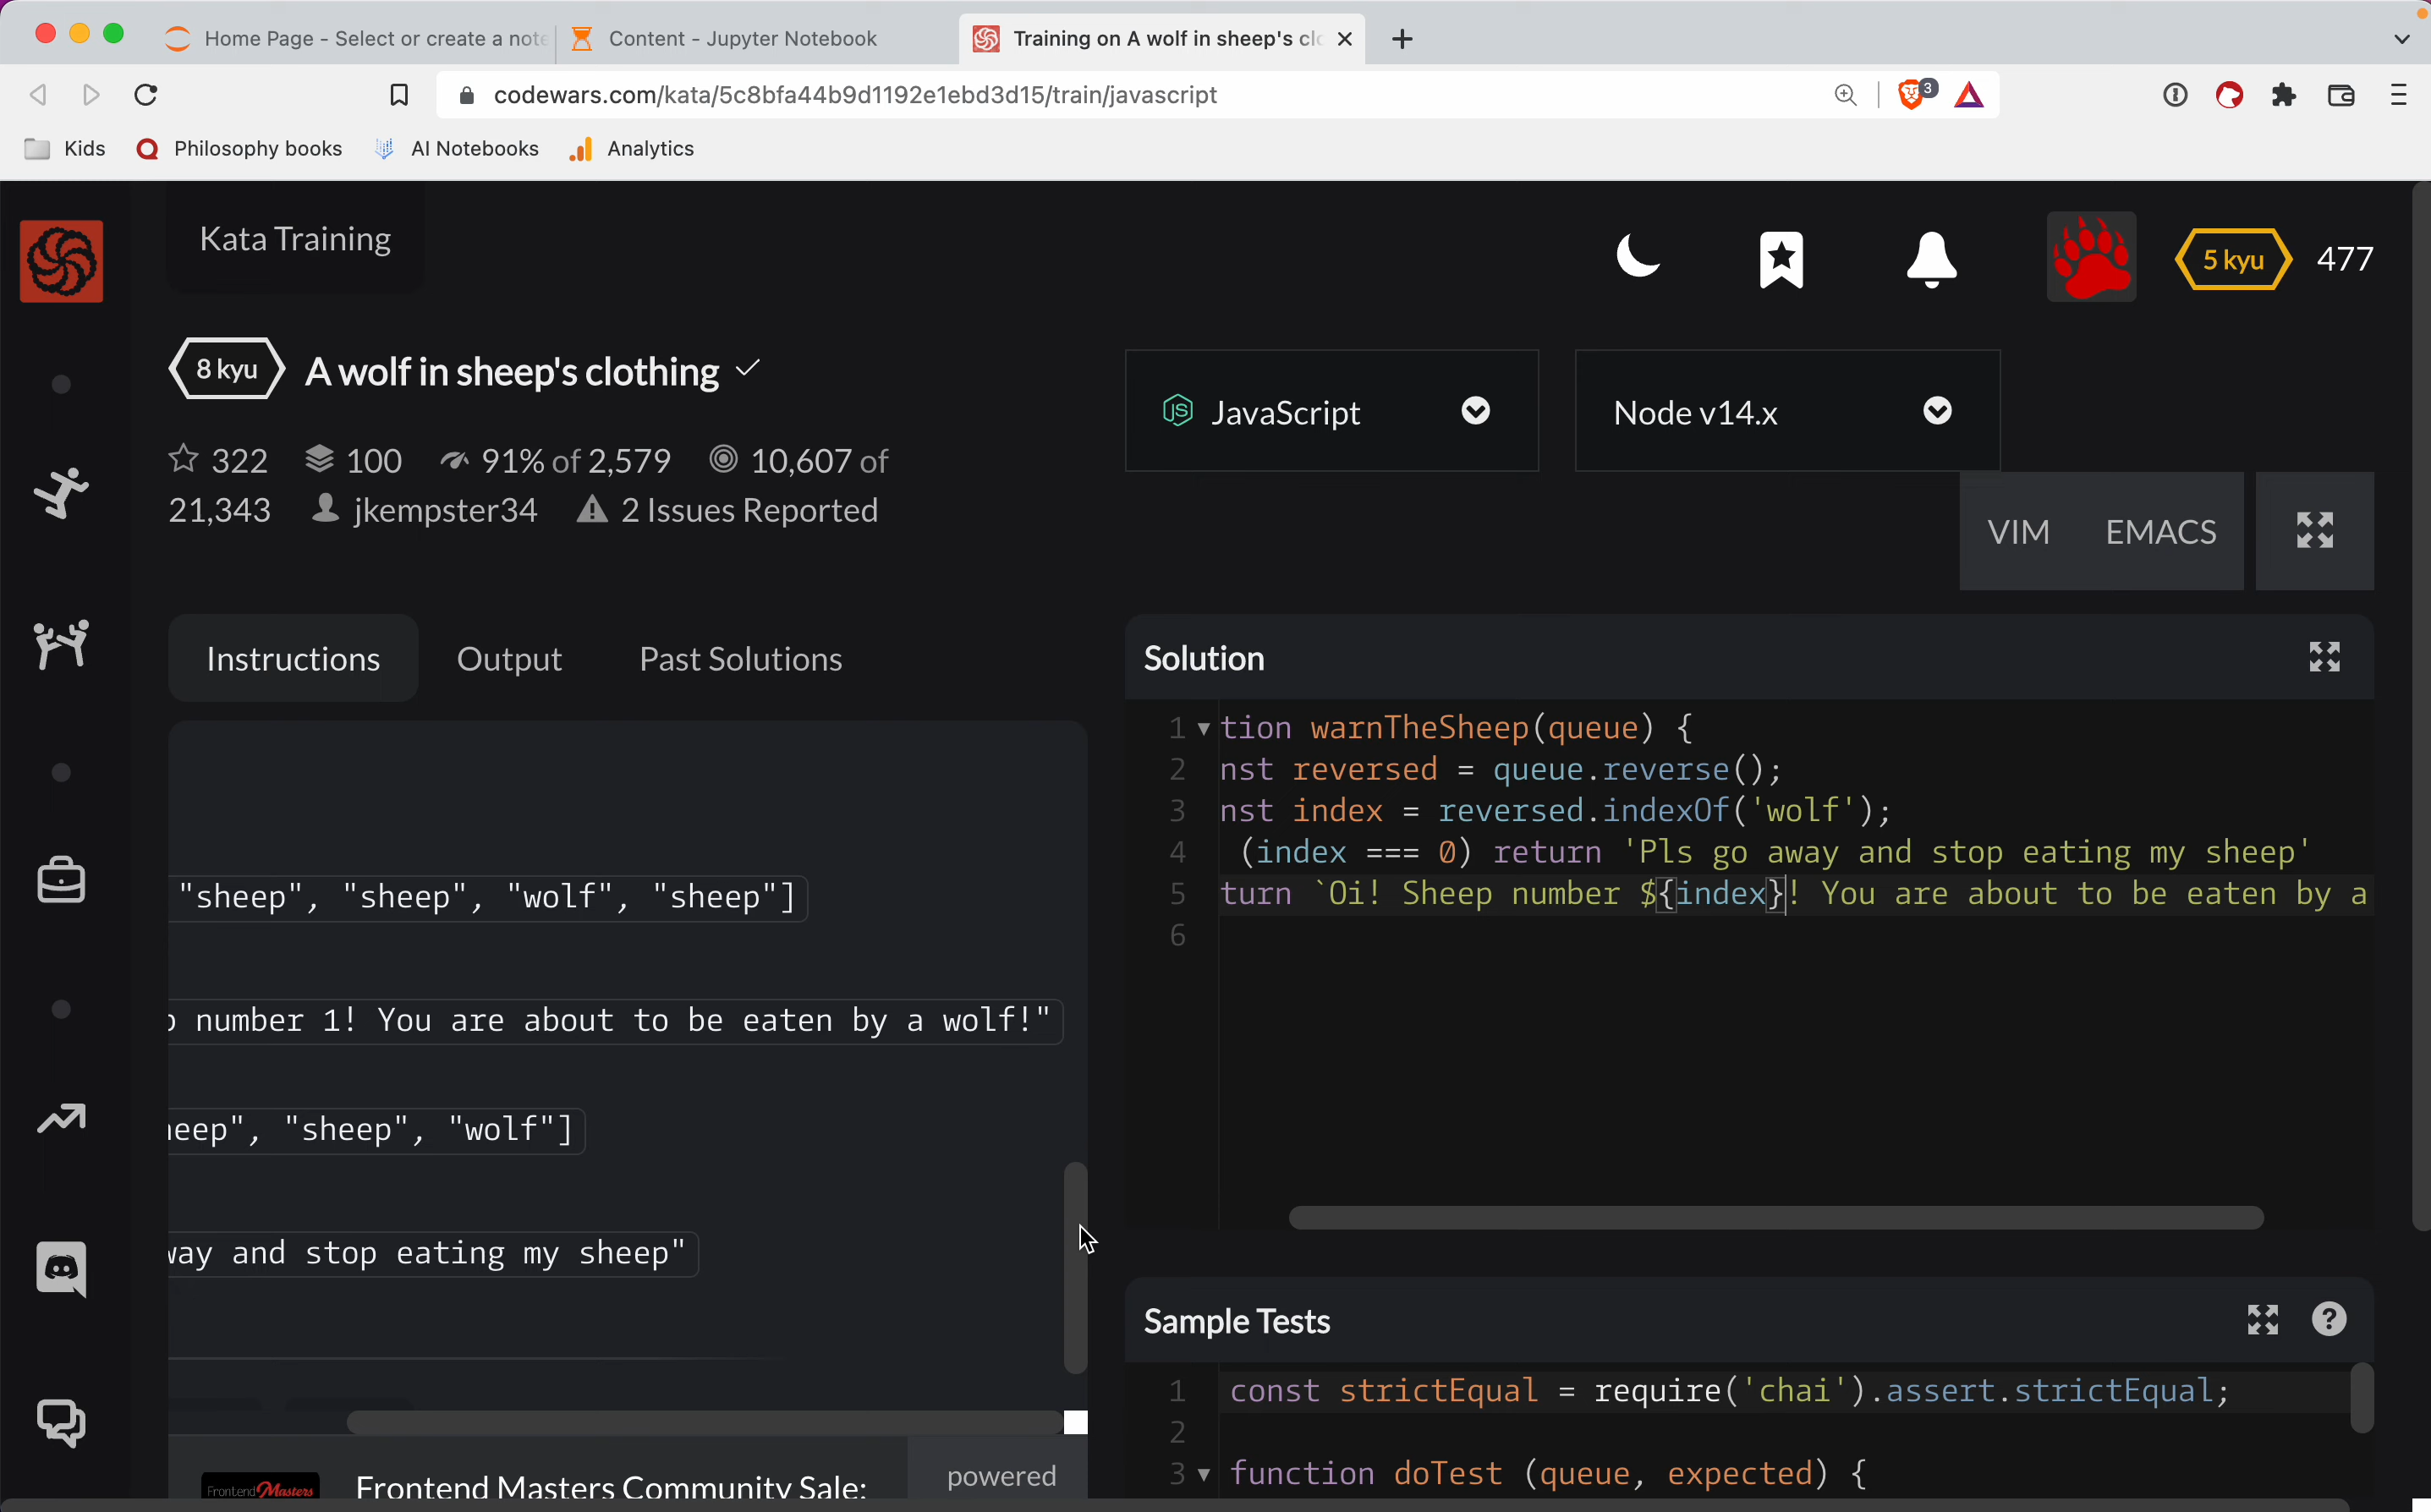 Home Page - Select or create a note
Content - Jupyter Notebook
Training on A wolf in sheep's clo
codewars.com/kata/5c8bfa44b9d1192e1ebd3d15/train/javascript
3
Kids
Philosophy books
AI Notebooks
Analytics
Kata Training
5 kyu
477
8 kyu
A wolf in sheep's clothing
322
100
91% of 2,579
10,607 of
21,343
jkempster34
2 Issues Reported
JavaScript
Node v14.x
VIM
EMACS
Instructions
Output
Past Solutions
"sheep", "sheep", "wolf", "sheep"]
number 1! You are about to be eaten by a wolf!"
eep", "sheep", "wolf"]
way and stop eating my sheep"
Frontend Masters
Frontend Masters Community Sale:
powered
Solution
1 tion warnTheSheep(queue) {
2 nst reversed = queue.reverse();
3 nst index = reversed.indexOf('wolf');
4 (index === 0) return 'Pls go away and stop eating my sheep'
5 turn `Oi! Sheep number ${index}! You are about to be eaten by a
6
Sample Tests
?
1 const strictEqual = require('chai').assert.strictEqual;
2
3 function doTest (queue, expected) {